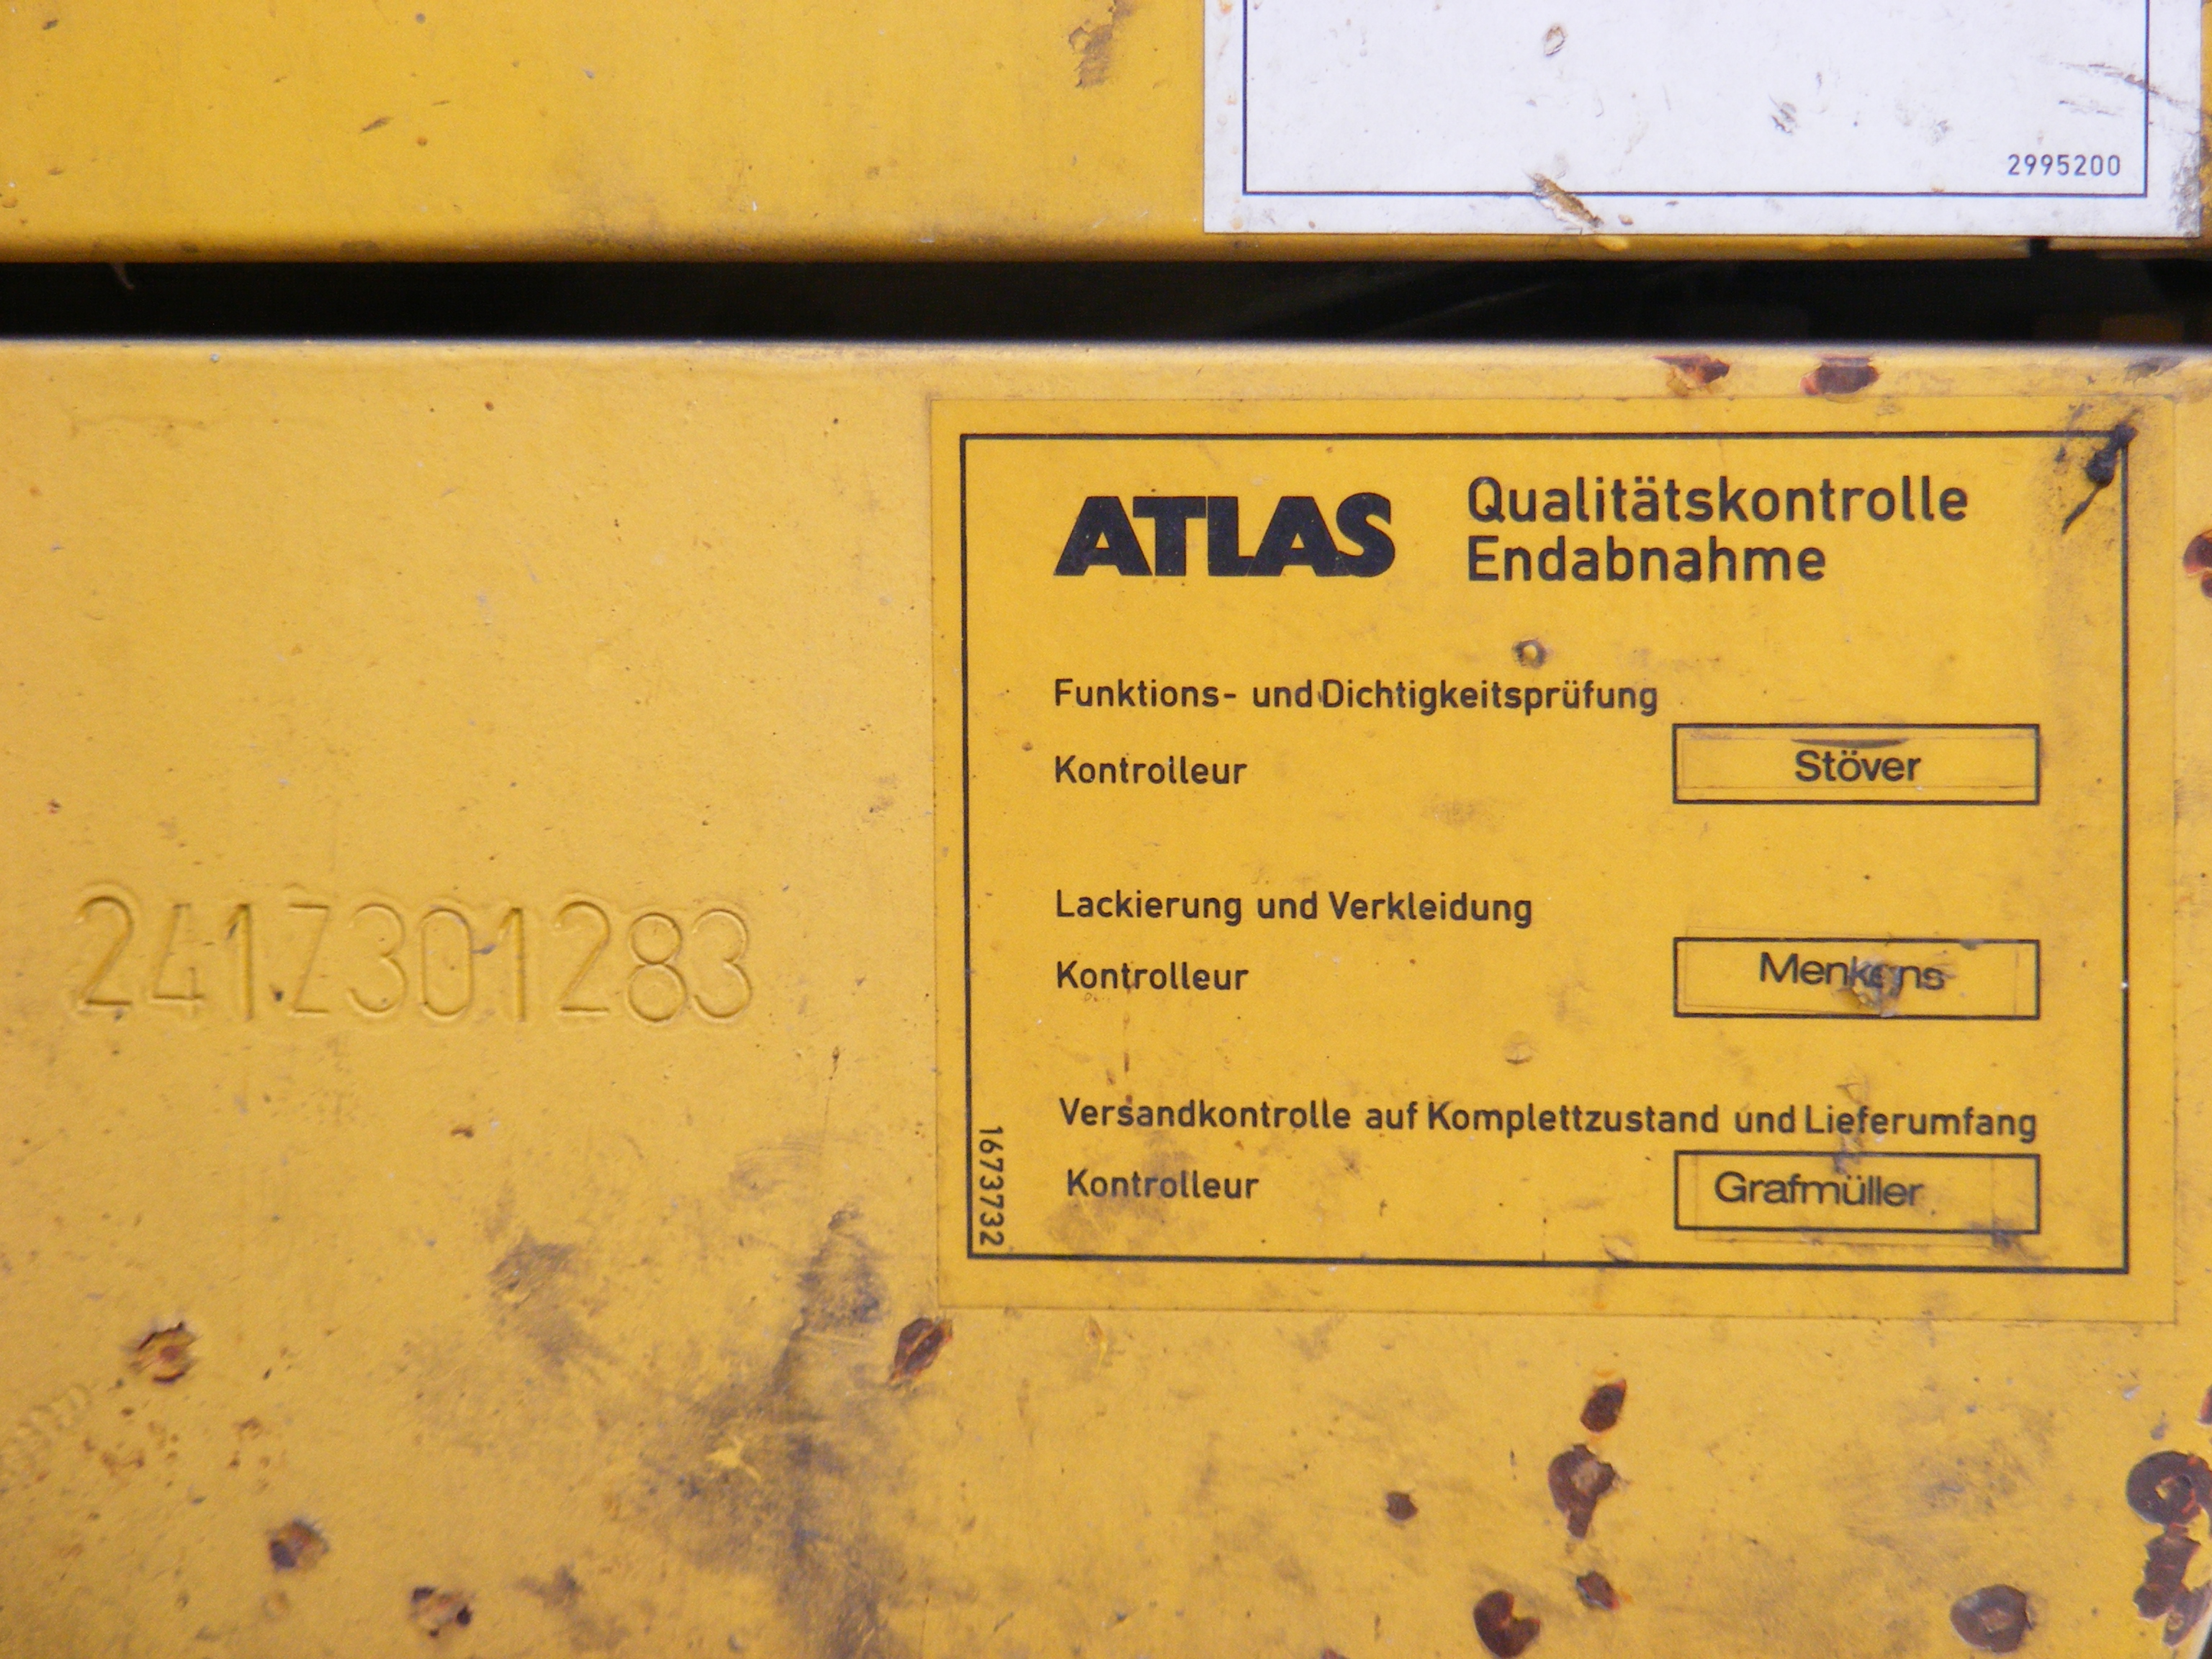 2995200
ATLAS Qualitätskontrolle
Endabnahme
Funktions- und Dichtigkeitsprüfung
Kontrolleur Stöver
241Z301283
Lackierung und Verkleidung
Kontrolleur Menkens
Versandkontrolle auf Komplettzustand und Lieferumfang
Kontrolleur Grafmüller
1673732